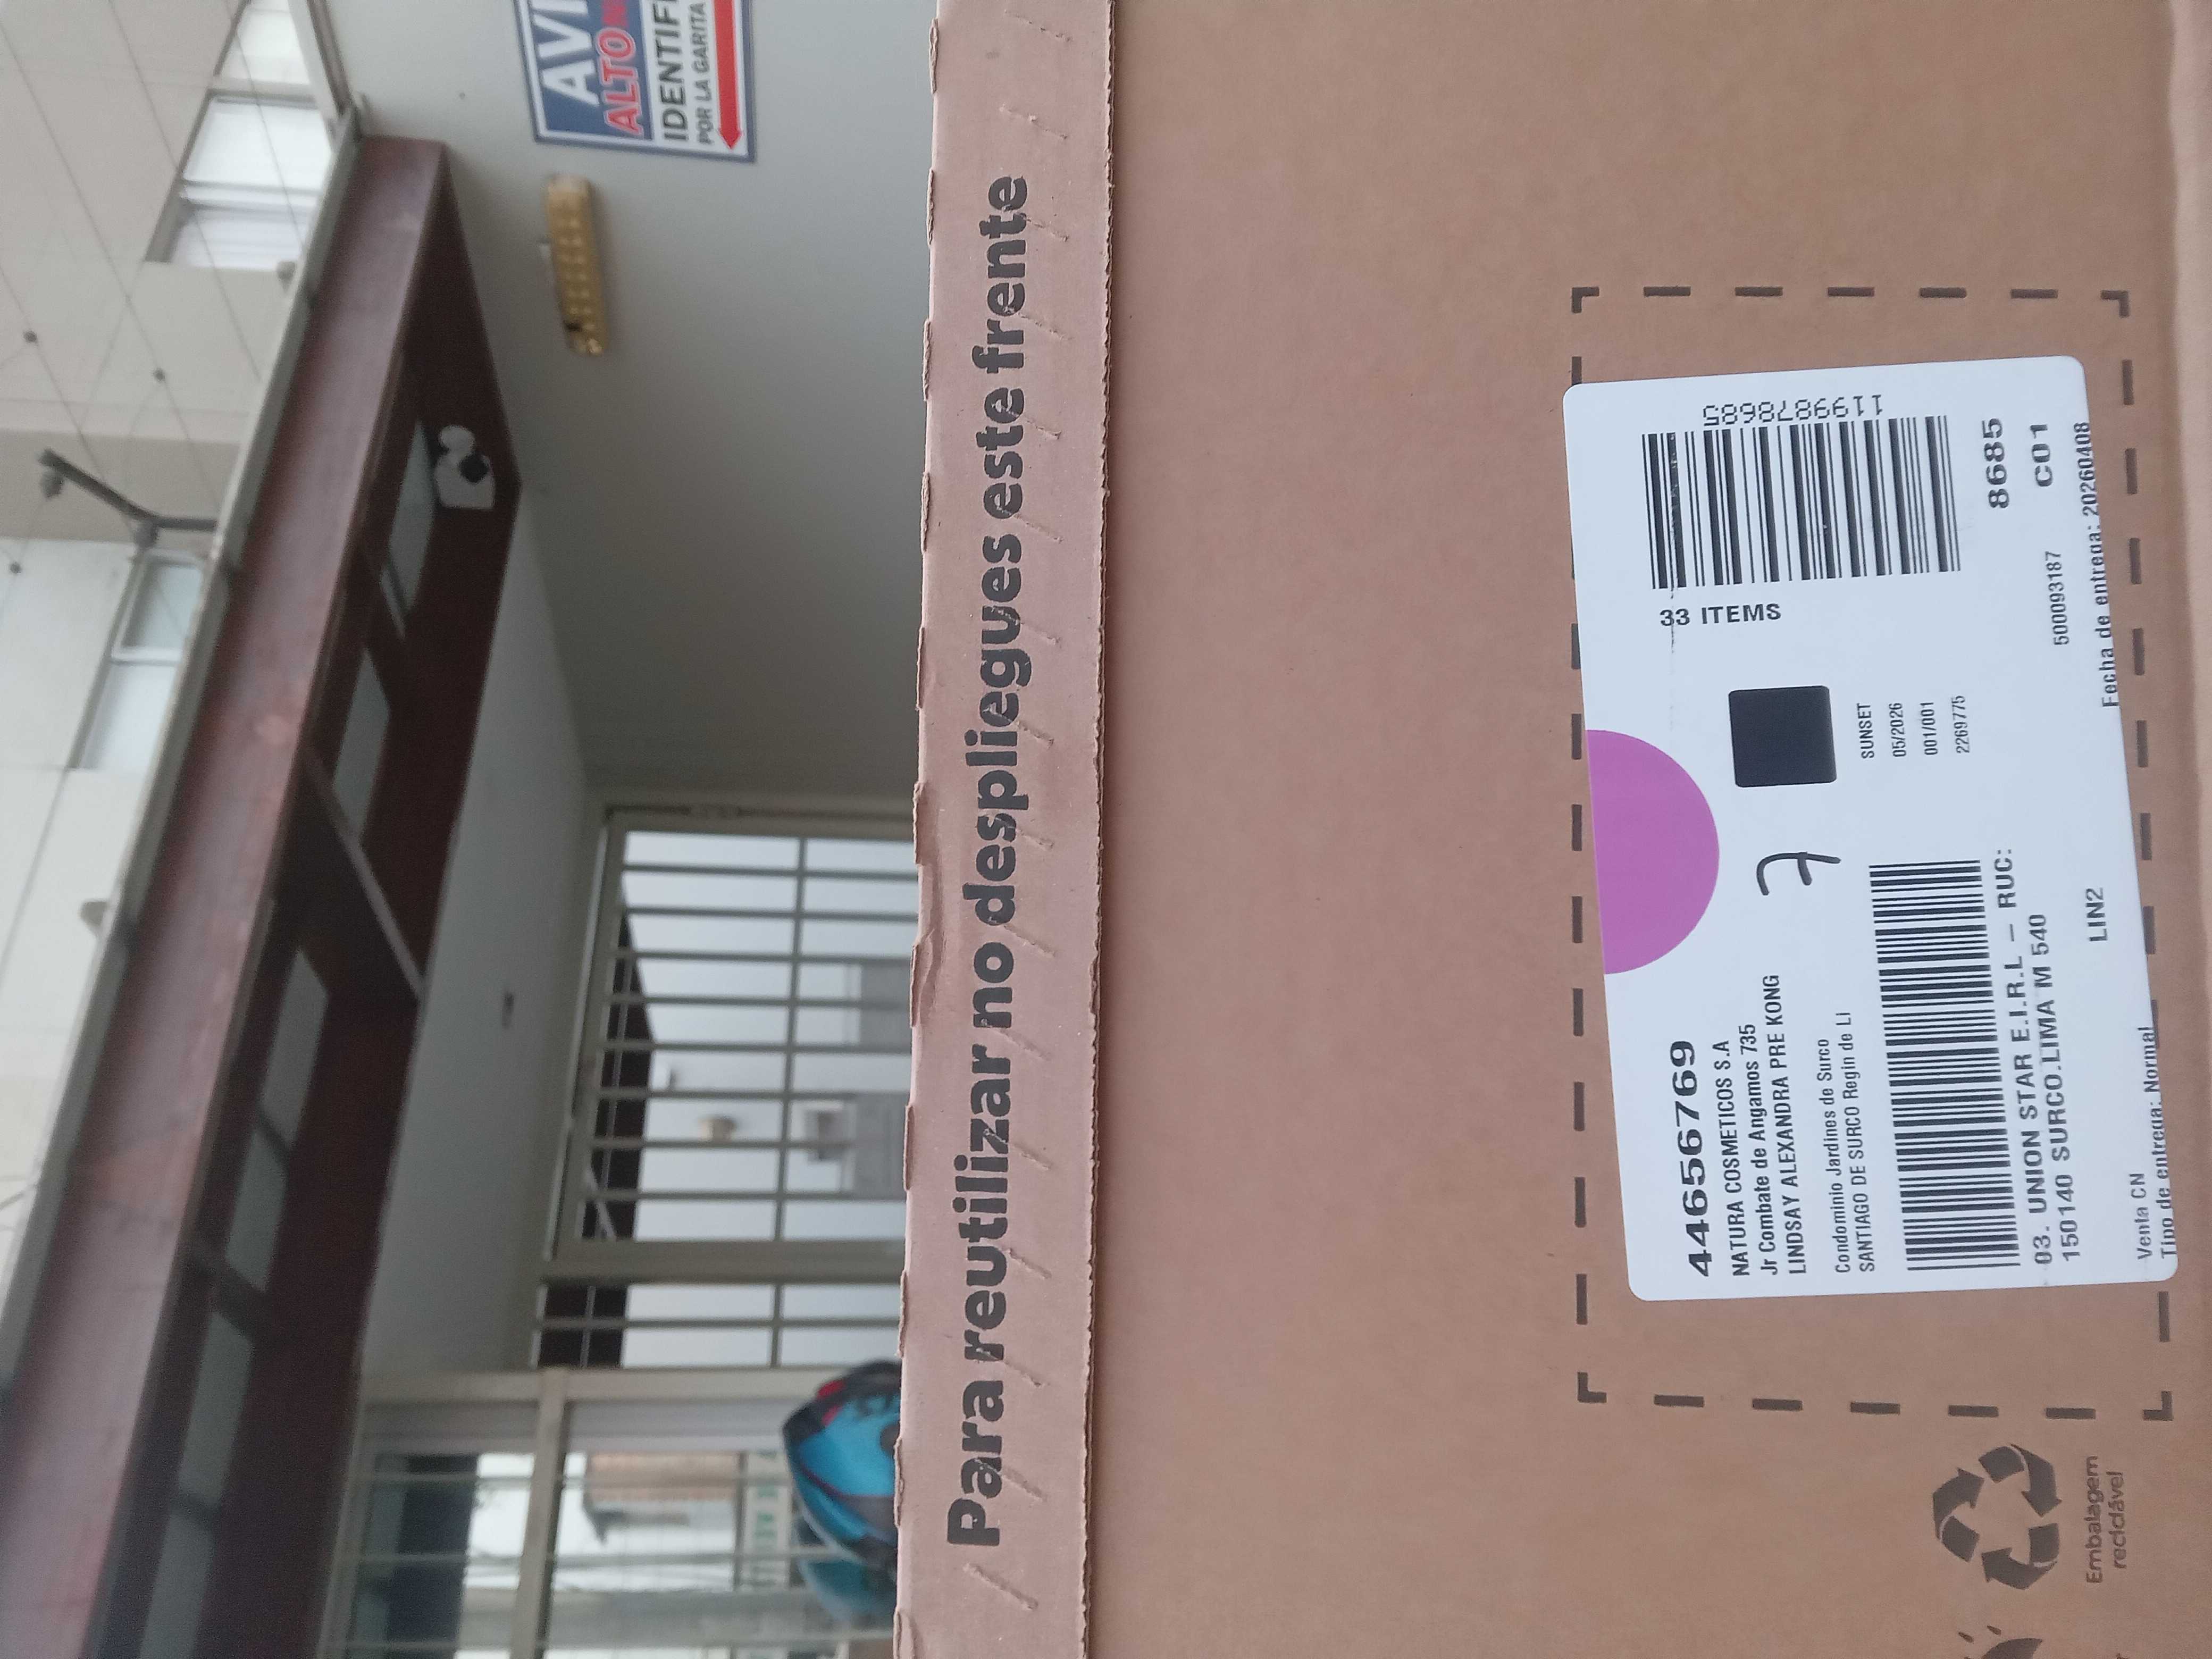 AVI
ALTO
IDENTIF
POR LA GARITA
Para reutilizar no despliegues este frente
44656769
NATURA COSMETICOS S.A
Jr Combate de Angamos 735
LINDSAY ALEXANDRA PRE KONG
Condominio Jardines de Surco
SANTIAGO DE SURCO Regin de Li
03. UNION STAR E.I.R.L – RUC:
150140 SURCO.LIMA M 540
LIN2
Venta CN
Tipo de entrega: Normal
7
SUNSET
05/2026
001/001
2269775
33 ITEMS
1199878685
8685
C01
500093187
Fecha de entrega: 20260408
Embalagem
reciclável